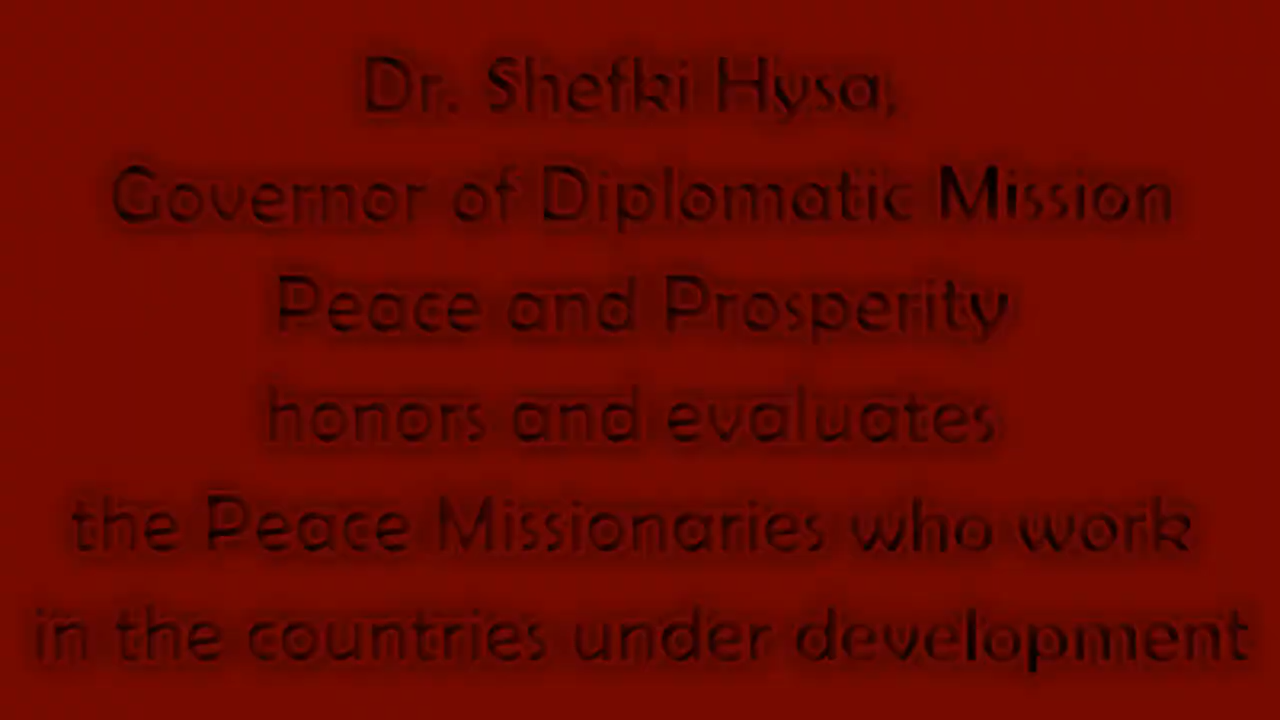 Dr. Shefki Hysa,
Governor of Diplomatic Mission
Peace and Prosperity
honors and evaluates
the Peace Missionaries who work
in the countries under development